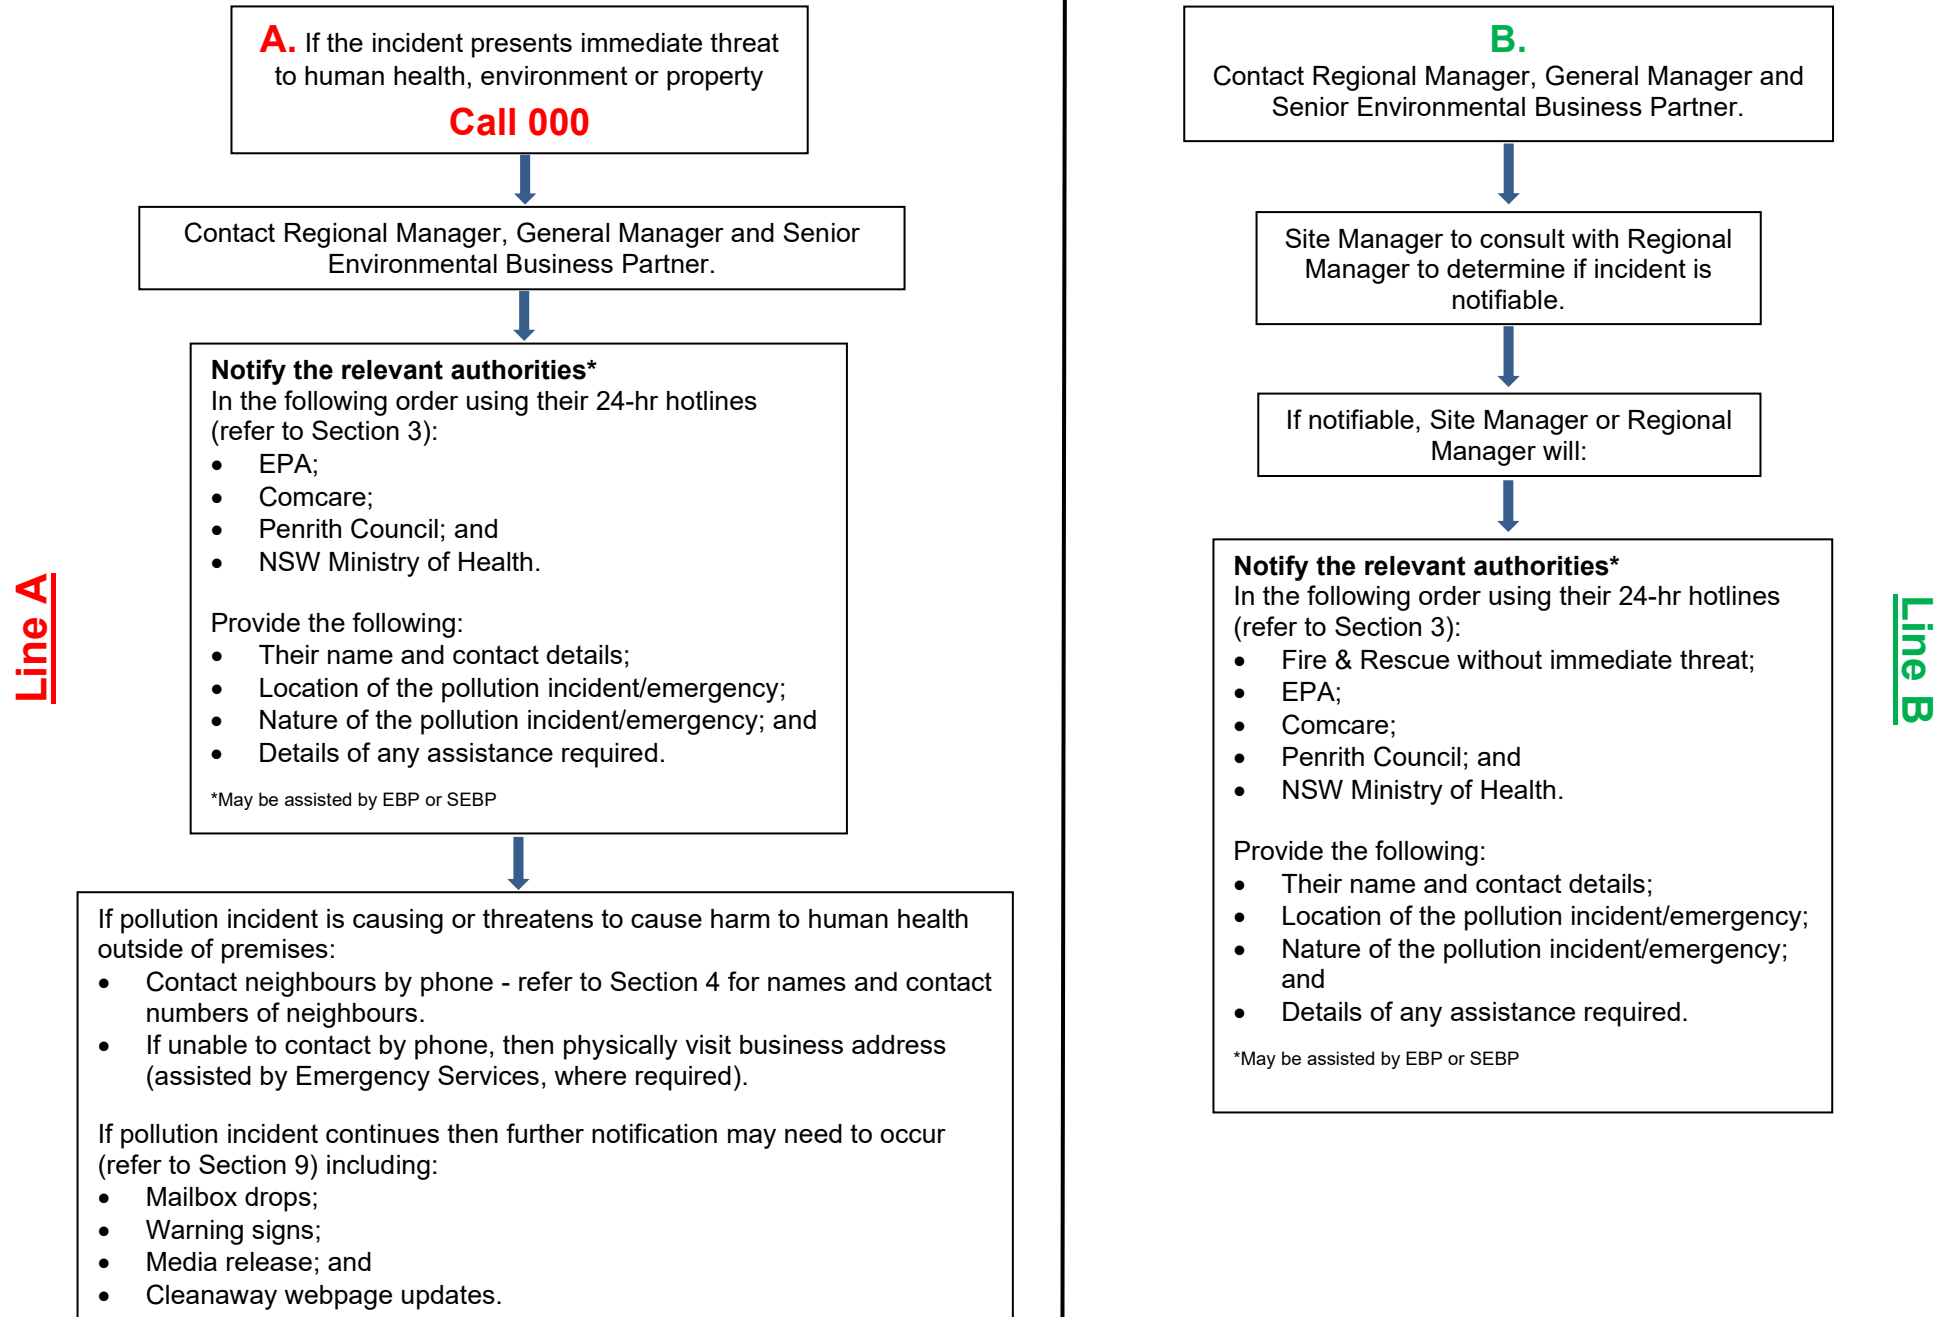 A. If the incident presents immediate threat
to human health, environment or property
Call 000
Contact Regional Manager, General Manager and Senior
Environmental Business Partner.
Notify the relevant authorities*
In the following order using their 24-hr hotlines
(refer to Section 3):
• EPA;
• Comcare;
• Penrith Council; and
• NSW Ministry of Health.
Provide the following:
• Their name and contact details;
• Location of the pollution incident/emergency;
• Nature of the pollution incident/emergency; and
• Details of any assistance required.
*May be assisted by EBP or SEBP
If pollution incident is causing or threatens to cause harm to human health
outside of premises:
• Contact neighbours by phone - refer to Section 4 for names and contact
numbers of neighbours.
• If unable to contact by phone, then physically visit business address
(assisted by Emergency Services, where required).
If pollution incident continues then further notification may need to occur
(refer to Section 9) including:
• Mailbox drops;
• Warning signs;
• Media release; and
• Cleanaway webpage updates.
Line A
B.
Contact Regional Manager, General Manager and
Senior Environmental Business Partner.
Site Manager to consult with Regional
Manager to determine if incident is
notifiable.
If notifiable, Site Manager or Regional
Manager will:
Notify the relevant authorities*
In the following order using their 24-hr hotlines
(refer to Section 3):
• Fire & Rescue without immediate threat;
• EPA;
• Comcare;
• Penrith Council; and
• NSW Ministry of Health.
Provide the following:
• Their name and contact details;
• Location of the pollution incident/emergency;
• Nature of the pollution incident/emergency;
and
• Details of any assistance required.
*May be assisted by EBP or SEBP
Line B